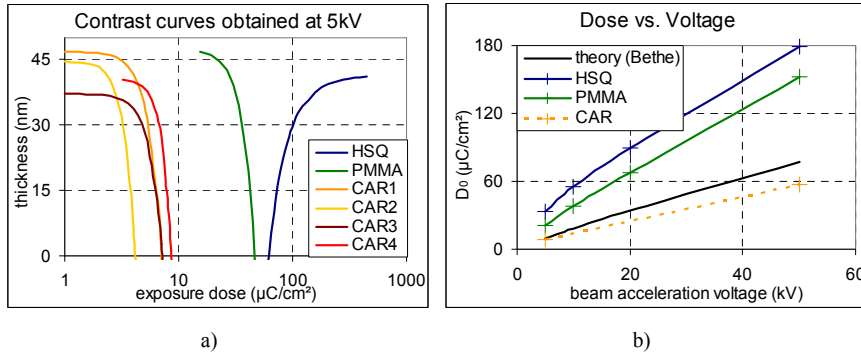 Contrast curves obtained at 5kV
thickness (nm)
45
30
15
0
HSQ
PMMA
CAR1
CAR2
CAR3
CAR4
1
10
100
1000
exposure dose (µC/cm²)
a)
Dose vs. Voltage
D₀ (µC/cm²)
180
120
60
0
theory (Bethe)
HSQ
PMMA
CAR
0
20
40
60
beam acceleration voltage (kV)
b)